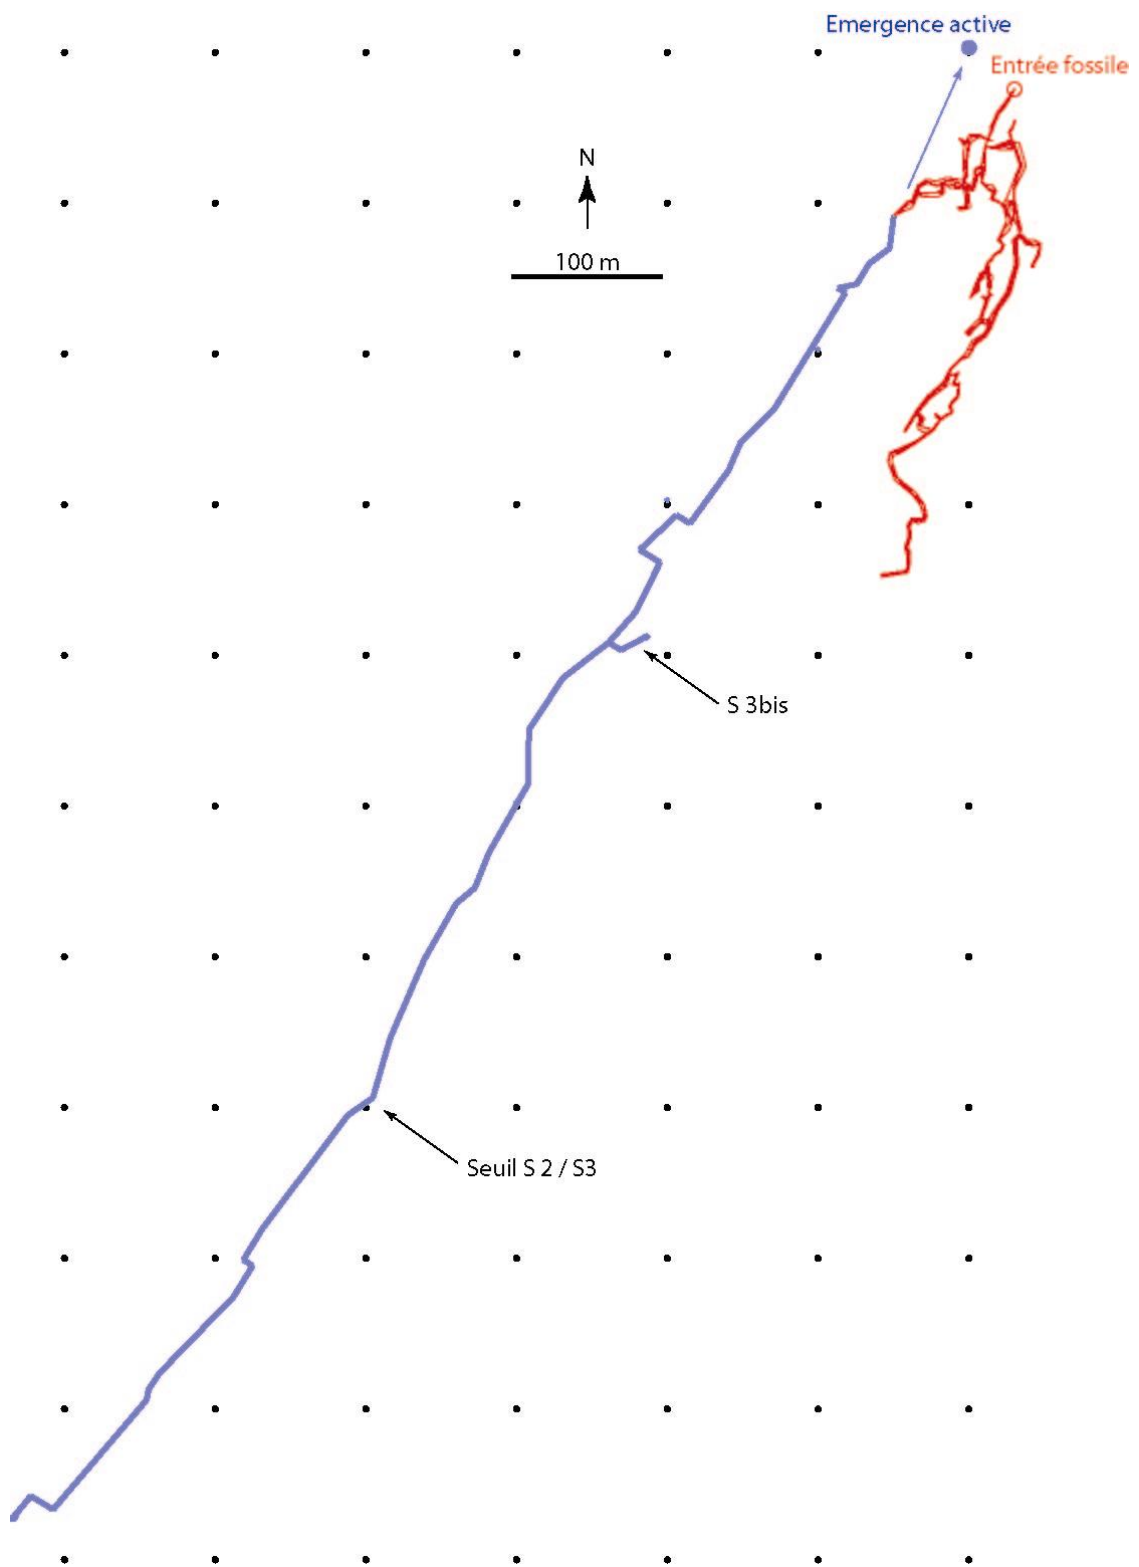 Emergence active
Entrée fossile
N
100 m
S 3bis
Seuil S 2 / S3